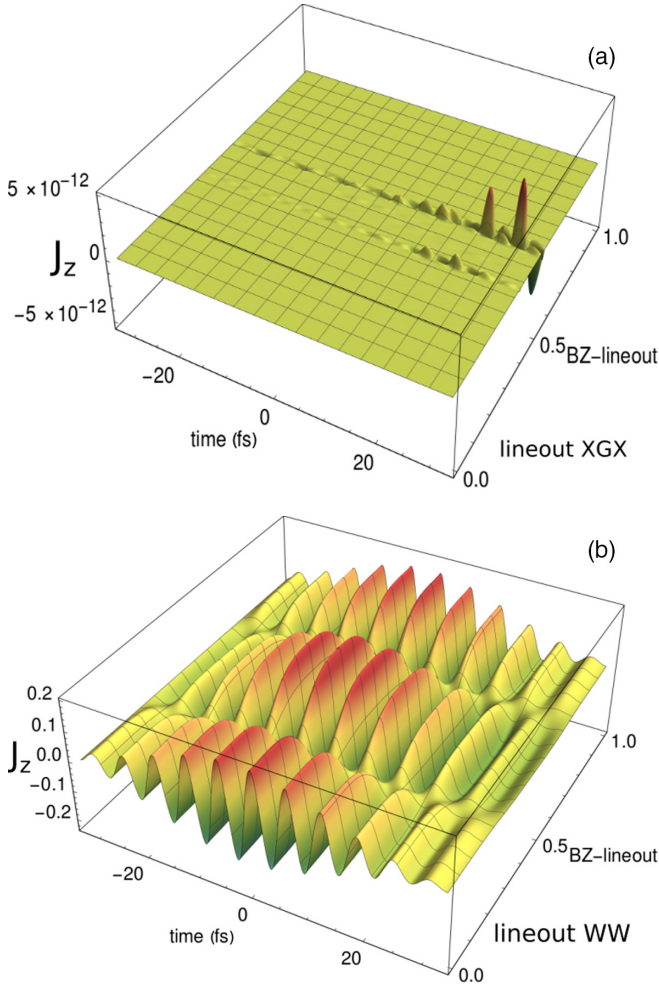 (a)
5 ×10⁻¹²
J_z
0
−5 ×10⁻¹²
−20
0
20
time (fs)
1.0
0.5
BZ−lineout
0.0
lineout XGX
(b)
0.2
0.1
J_z
0.0
−0.1
−0.2
−20
0
20
time (fs)
1.0
0.5
BZ−lineout
0.0
lineout WW